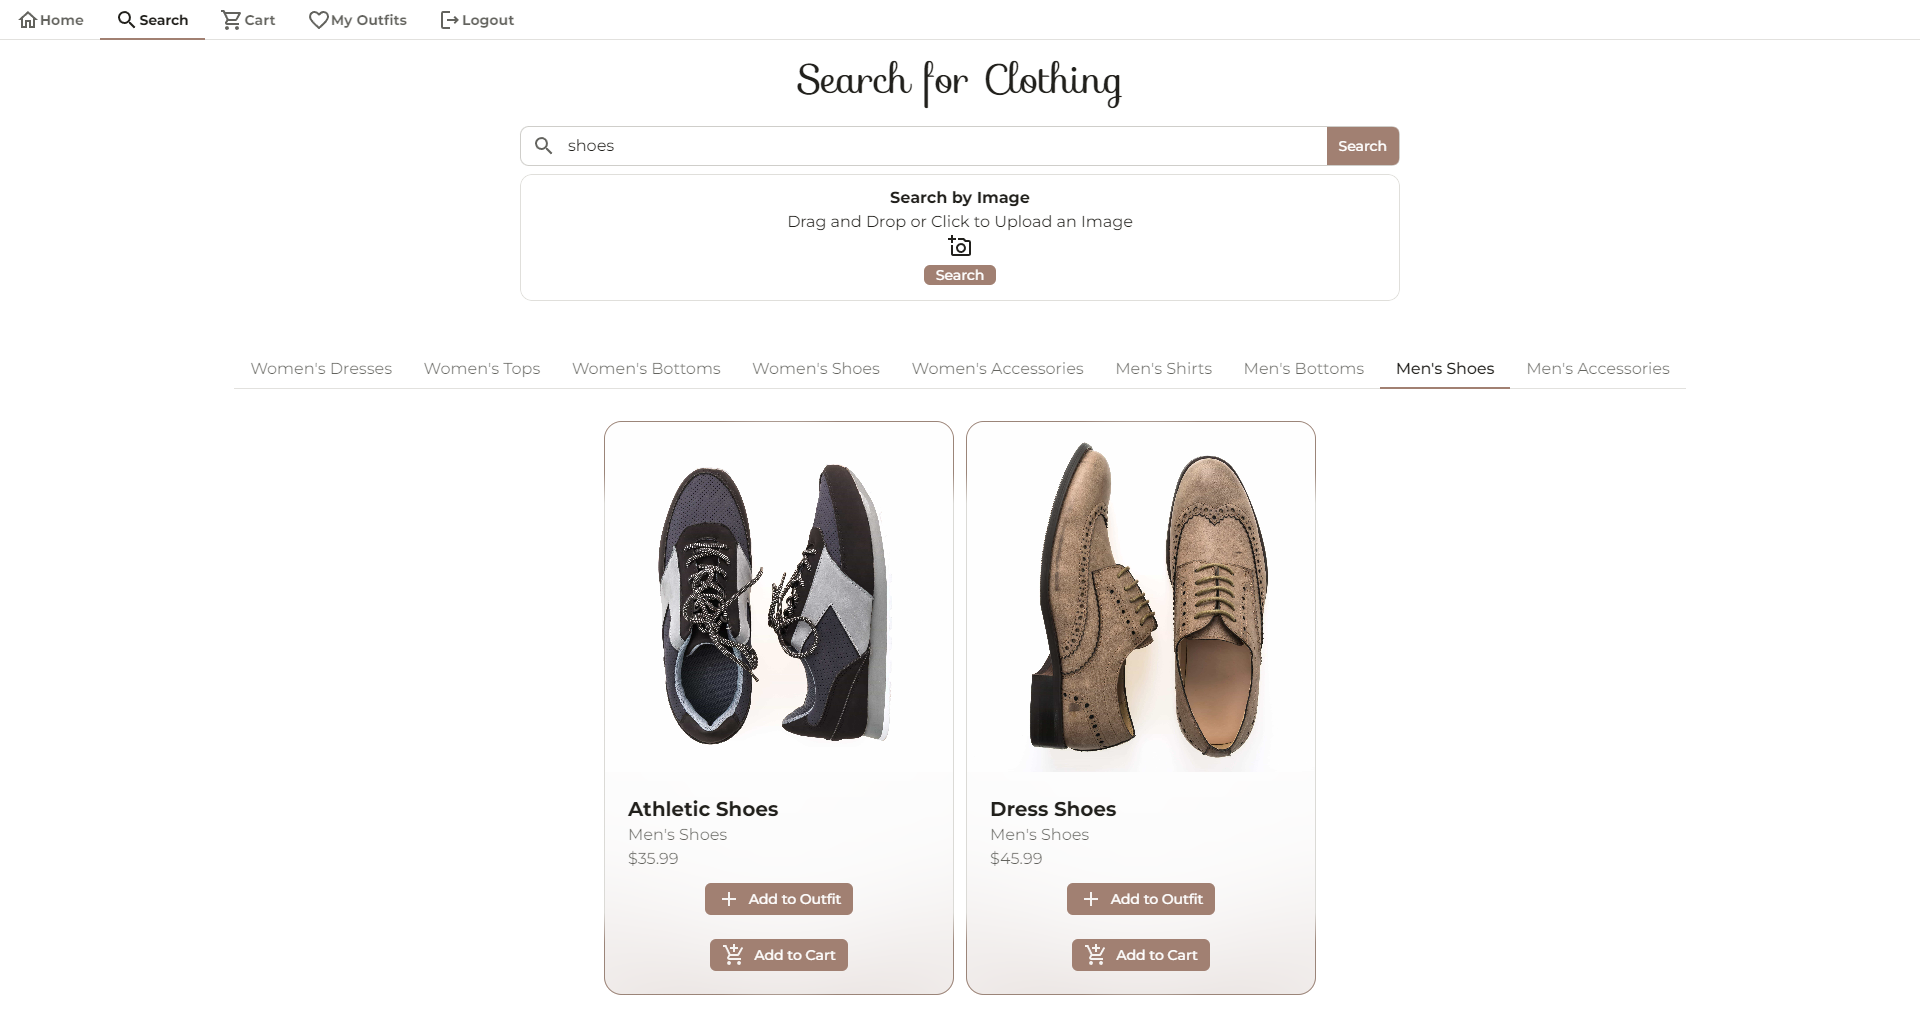 Home Search Cart My Outfits Logout
Search for Clothing
shoes Search
Search by Image
Drag and Drop or Click to Upload an Image
Search
Women's Dresses Women's Tops Women's Bottoms Women's Shoes Women's Accessories Men's Shirts Men's Bottoms Men's Shoes Men's Accessories
Athletic Shoes
Men's Shoes
$35.99
Add to Outfit
Add to Cart
Dress Shoes
Men's Shoes
$45.99
Add to Outfit
Add to Cart